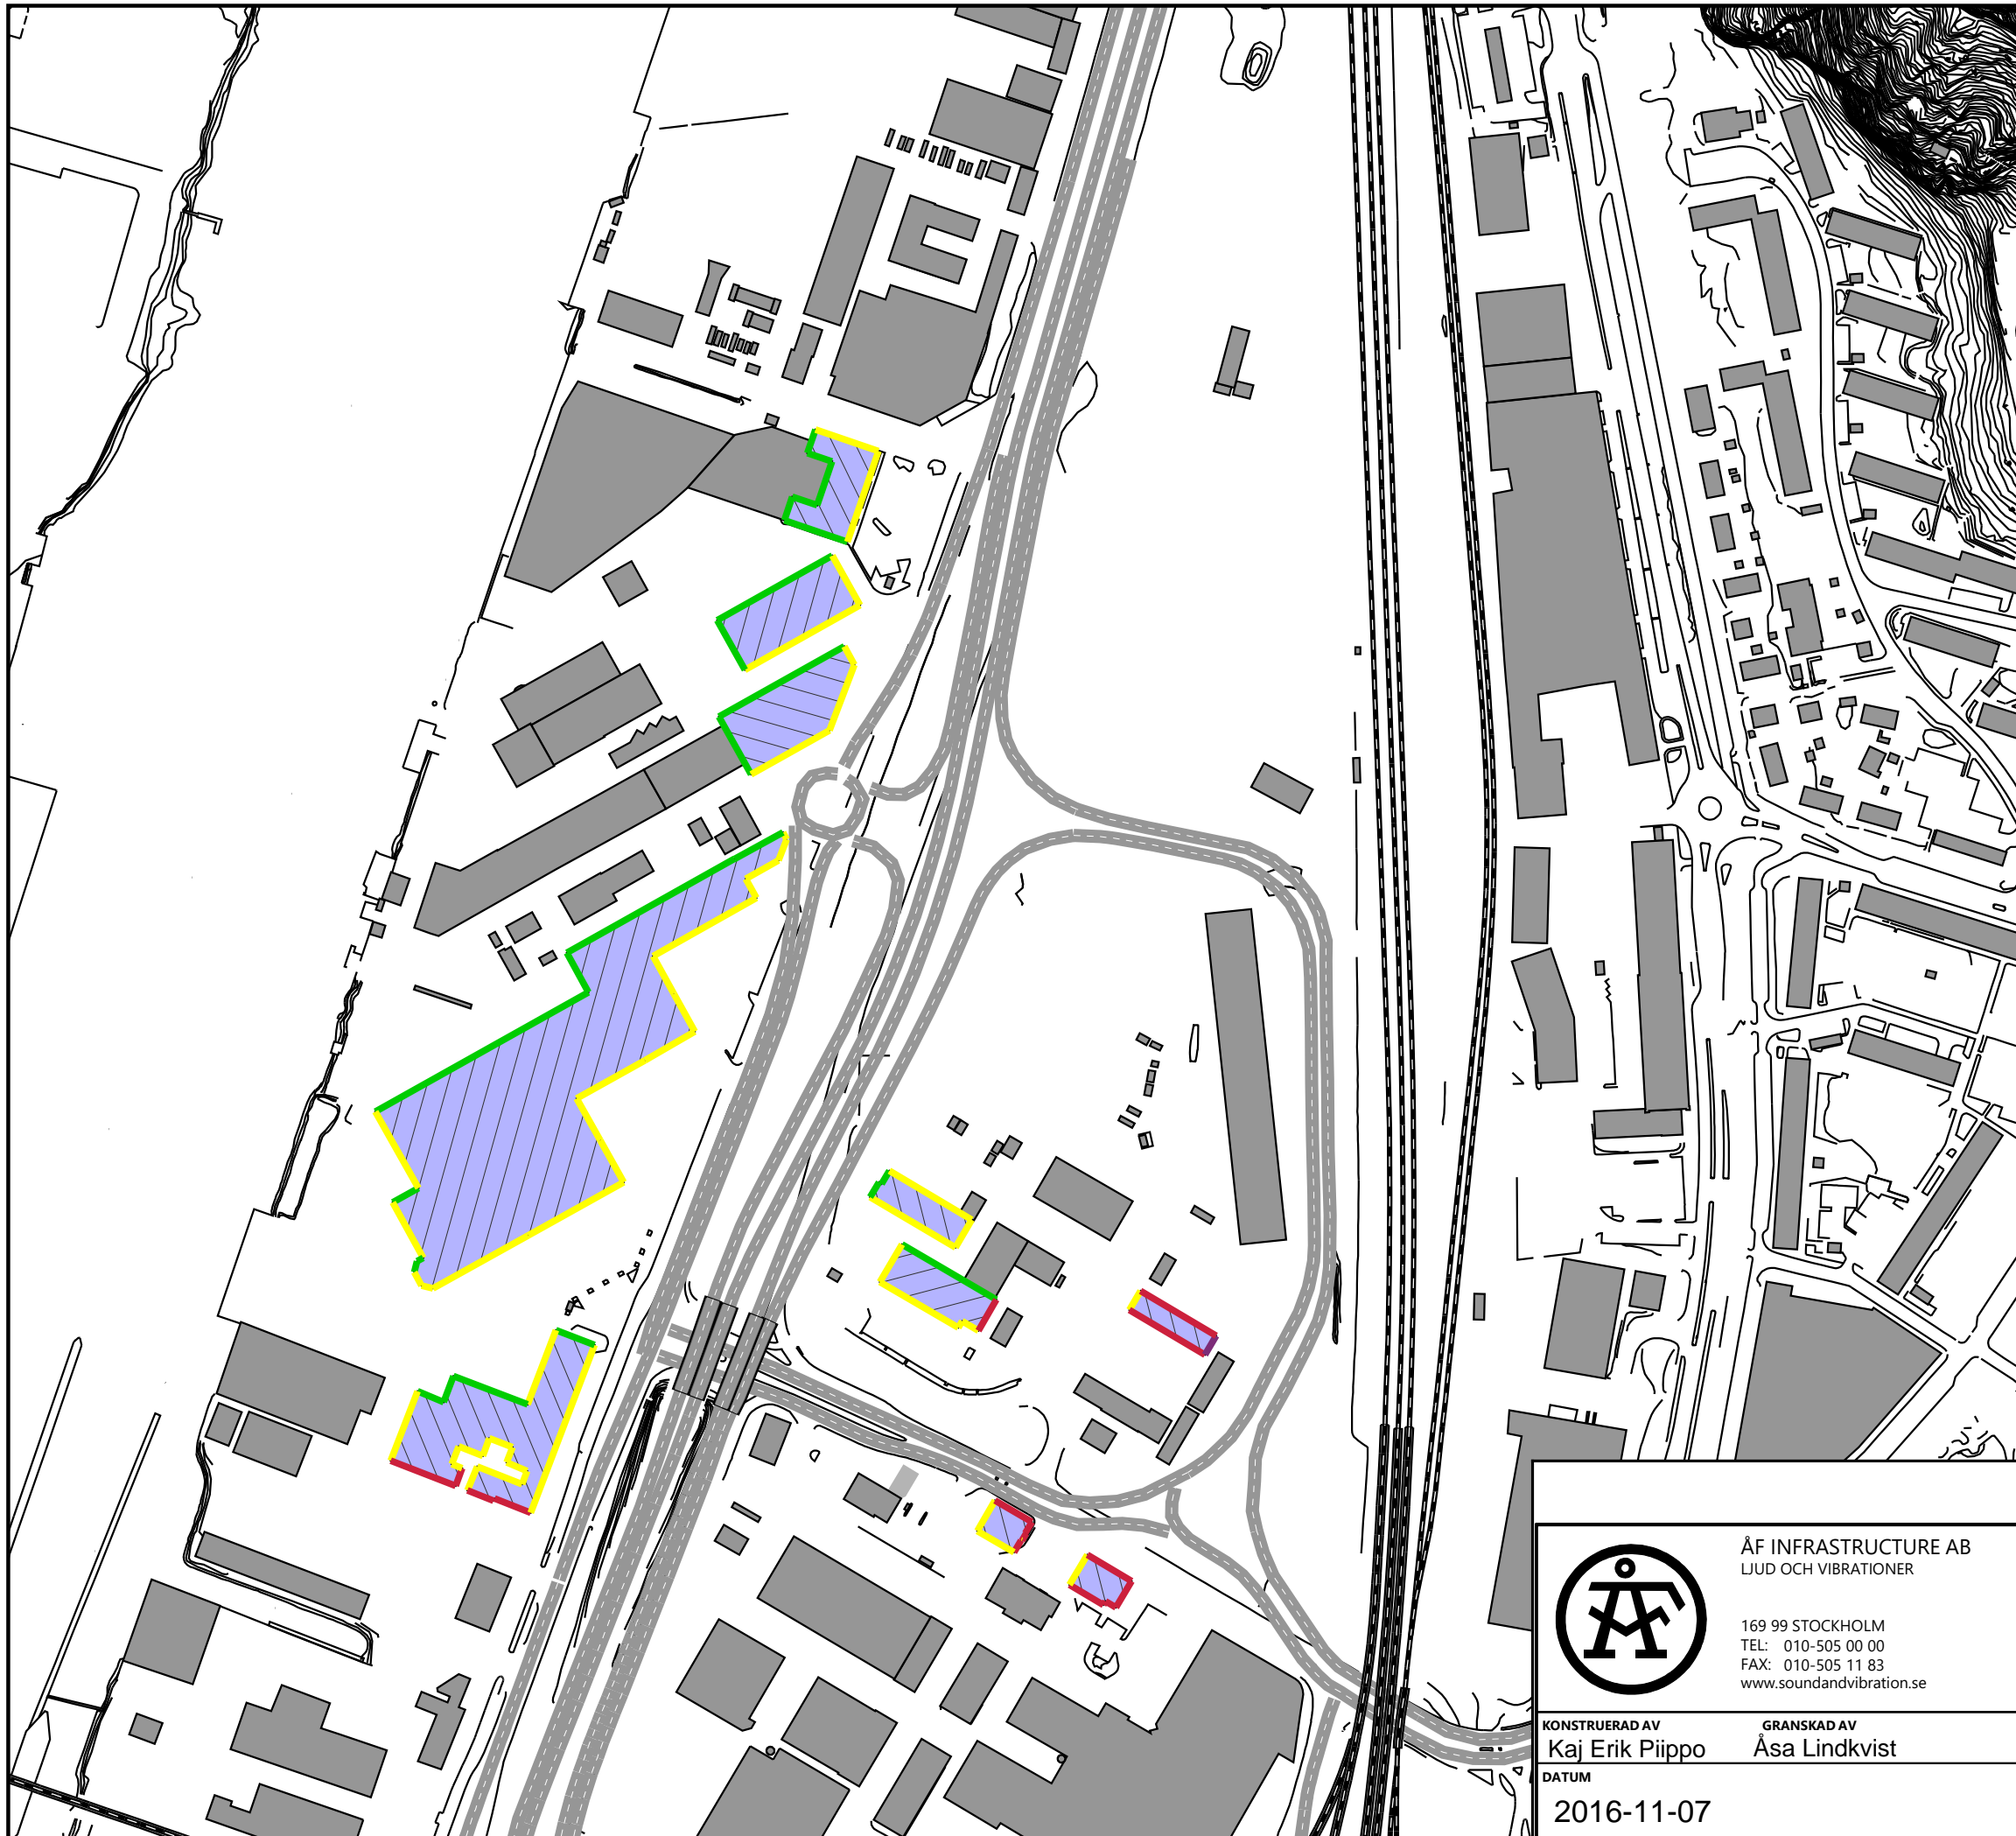 ÅF INFRASTRUCTURE AB
LJUD OCH VIBRATIONER
169 99 STOCKHOLM
TEL: 010-505 00 00
FAX: 010-505 11 83
www.soundandvibration.se
KONSTRUERAD AV GRANSKAD AV
Kaj Erik Piippo Åsa Lindkvist
DATUM
2016-11-07